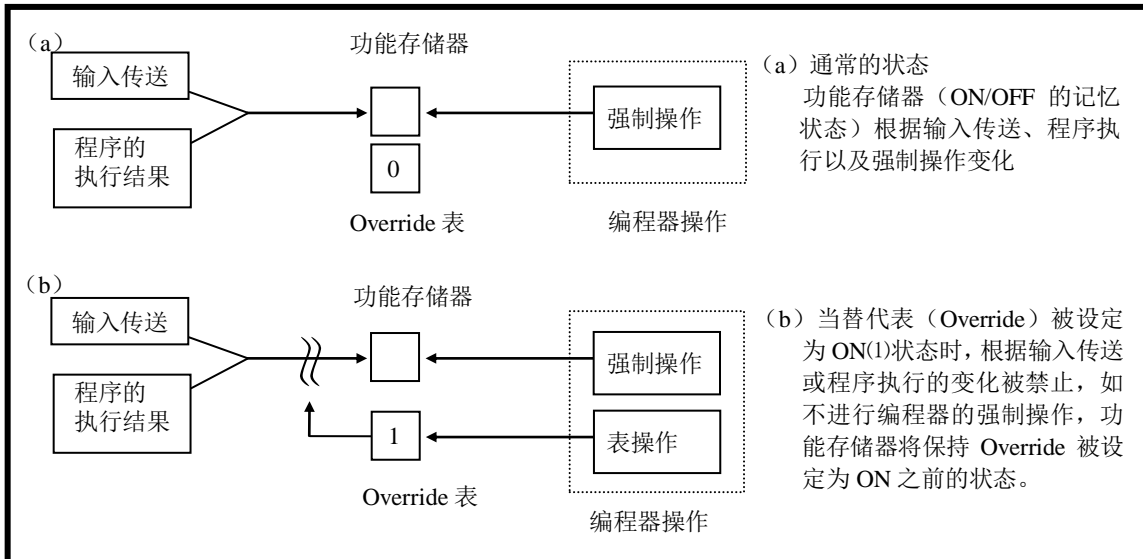 （a）
功能存储器
输入传送
程序的
执行结果
0
Override 表
强制操作
编程器操作
（a）通常的状态
功能存储器（ON/OFF 的记忆
状态）根据输入传送、程序执
行以及强制操作变化
（b）
功能存储器
输入传送
程序的
执行结果
1
Override 表
强制操作
表操作
编程器操作
（b）当替代表（Override）被设定
为 ON⑴状态时，根据输入传送
或程序执行的变化被禁止，如
不进行编程器的强制操作，功
能存储器将保持 Override 被设
定为 ON 之前的状态。